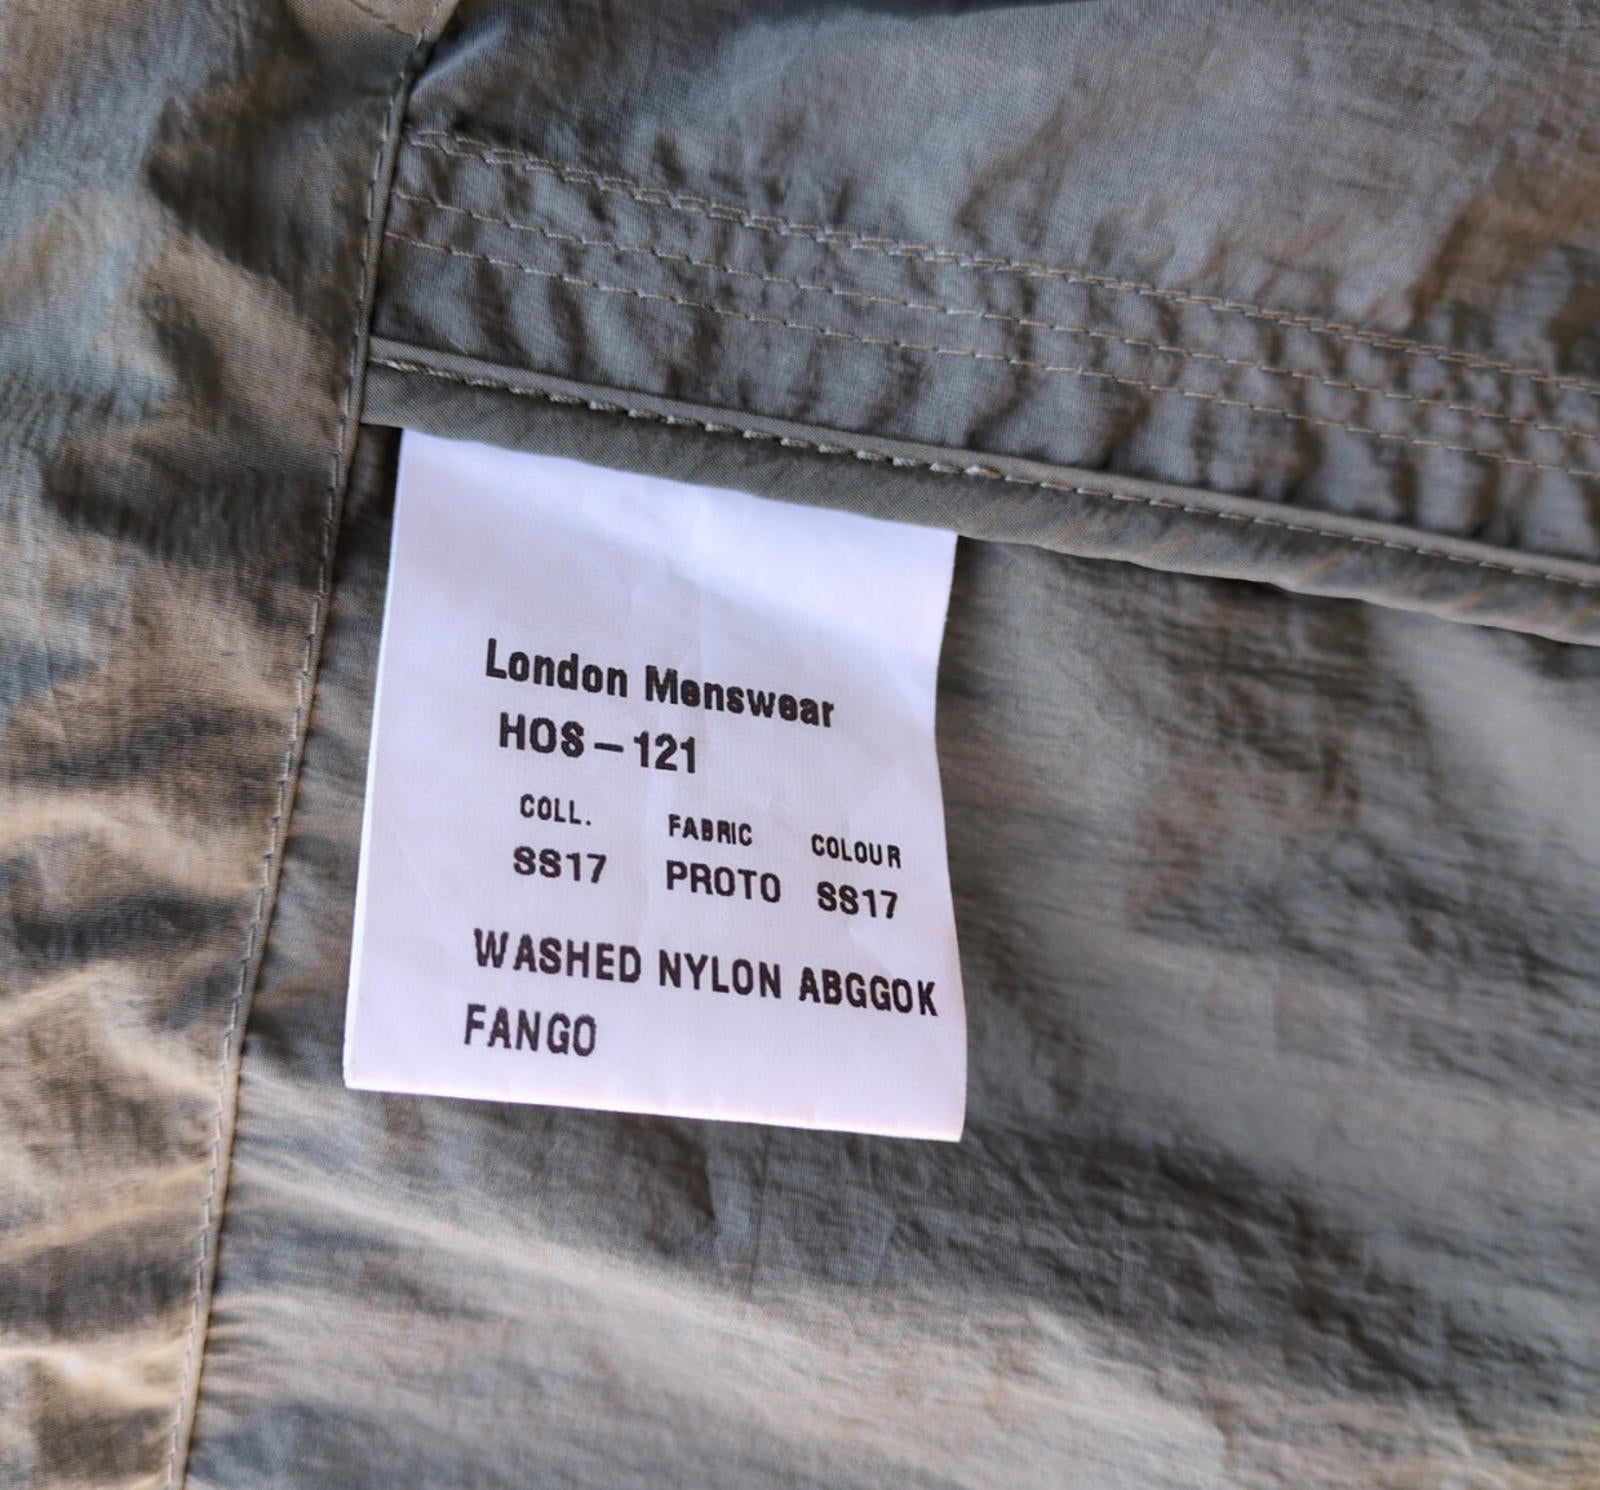 London Menswear
HOS-121
COLL. FABRIC COLOUR
SS17 PROTO SS17
WASHED NYLON ABGGOK
FANGO